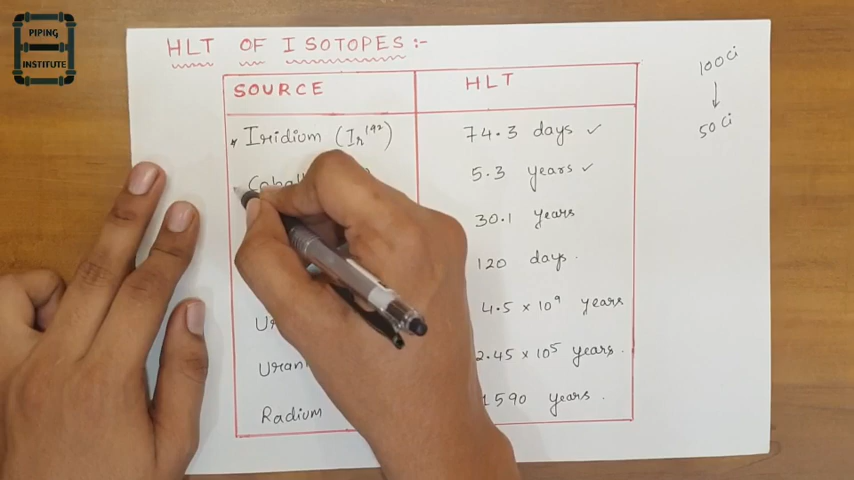 PIPING
INSTITUTE
HLT OF ISOTOPES :-
SOURCE HLT
Iridium (Ir¹⁹²) 74.3 days ✓
5.3 years ✓
30.1 years
120 days.
4.5 × 10⁹ years
2.45 × 10⁵ years.
Radium 1590 years.
100 Ci
↓
50 Ci